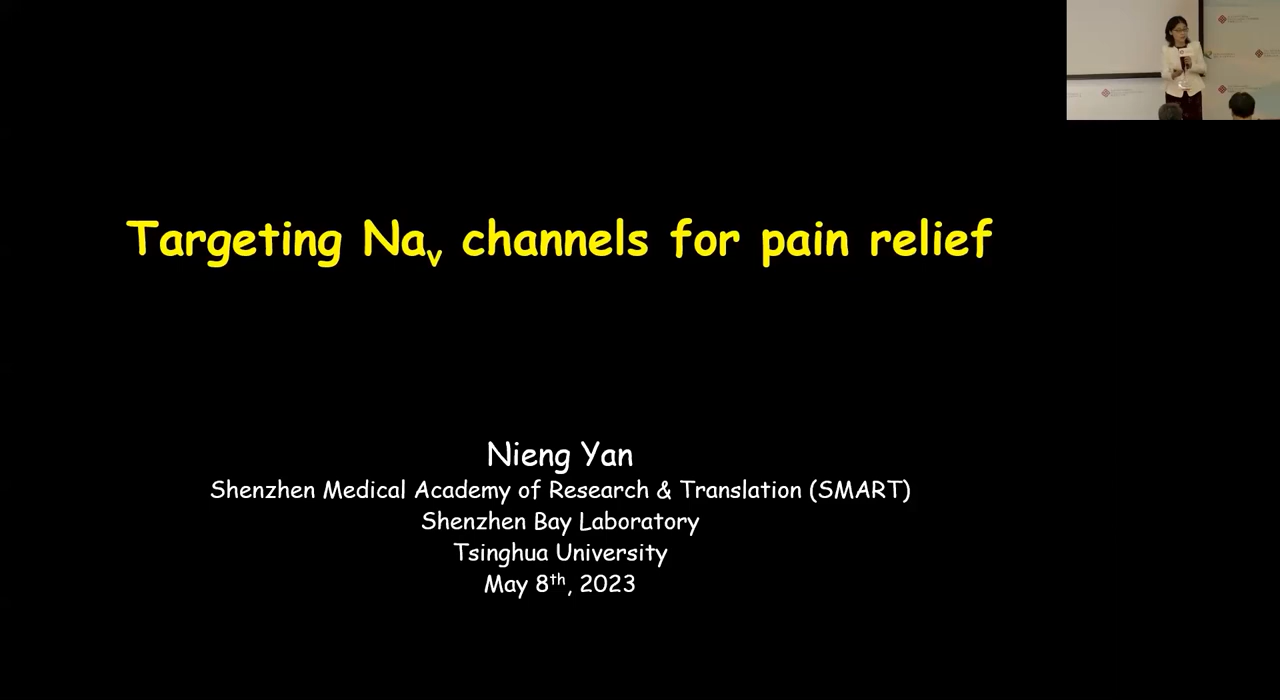 Targeting Naᵥ channels for pain relief
Nieng Yan
Shenzhen Medical Academy of Research & Translation (SMART)
Shenzhen Bay Laboratory
Tsinghua University
May 8th, 2023